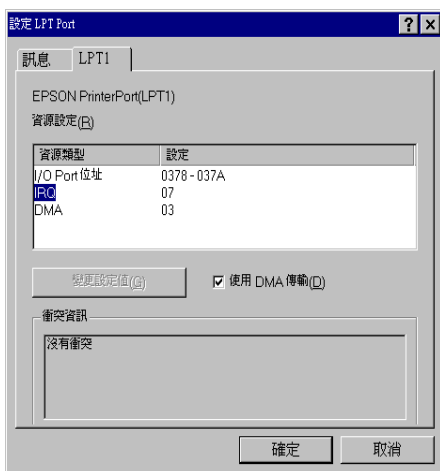 設定 LPT Port
訊息 LPT1
EPSON PrinterPort(LPT1)
資源設定(R)
資源類型 設定
I/O Port 位址 0378 - 037A
IRQ 07
DMA 03
變更設定值(G) 使用 DMA 傳輸(D)
衝突資訊
沒有衝突
確定 取消